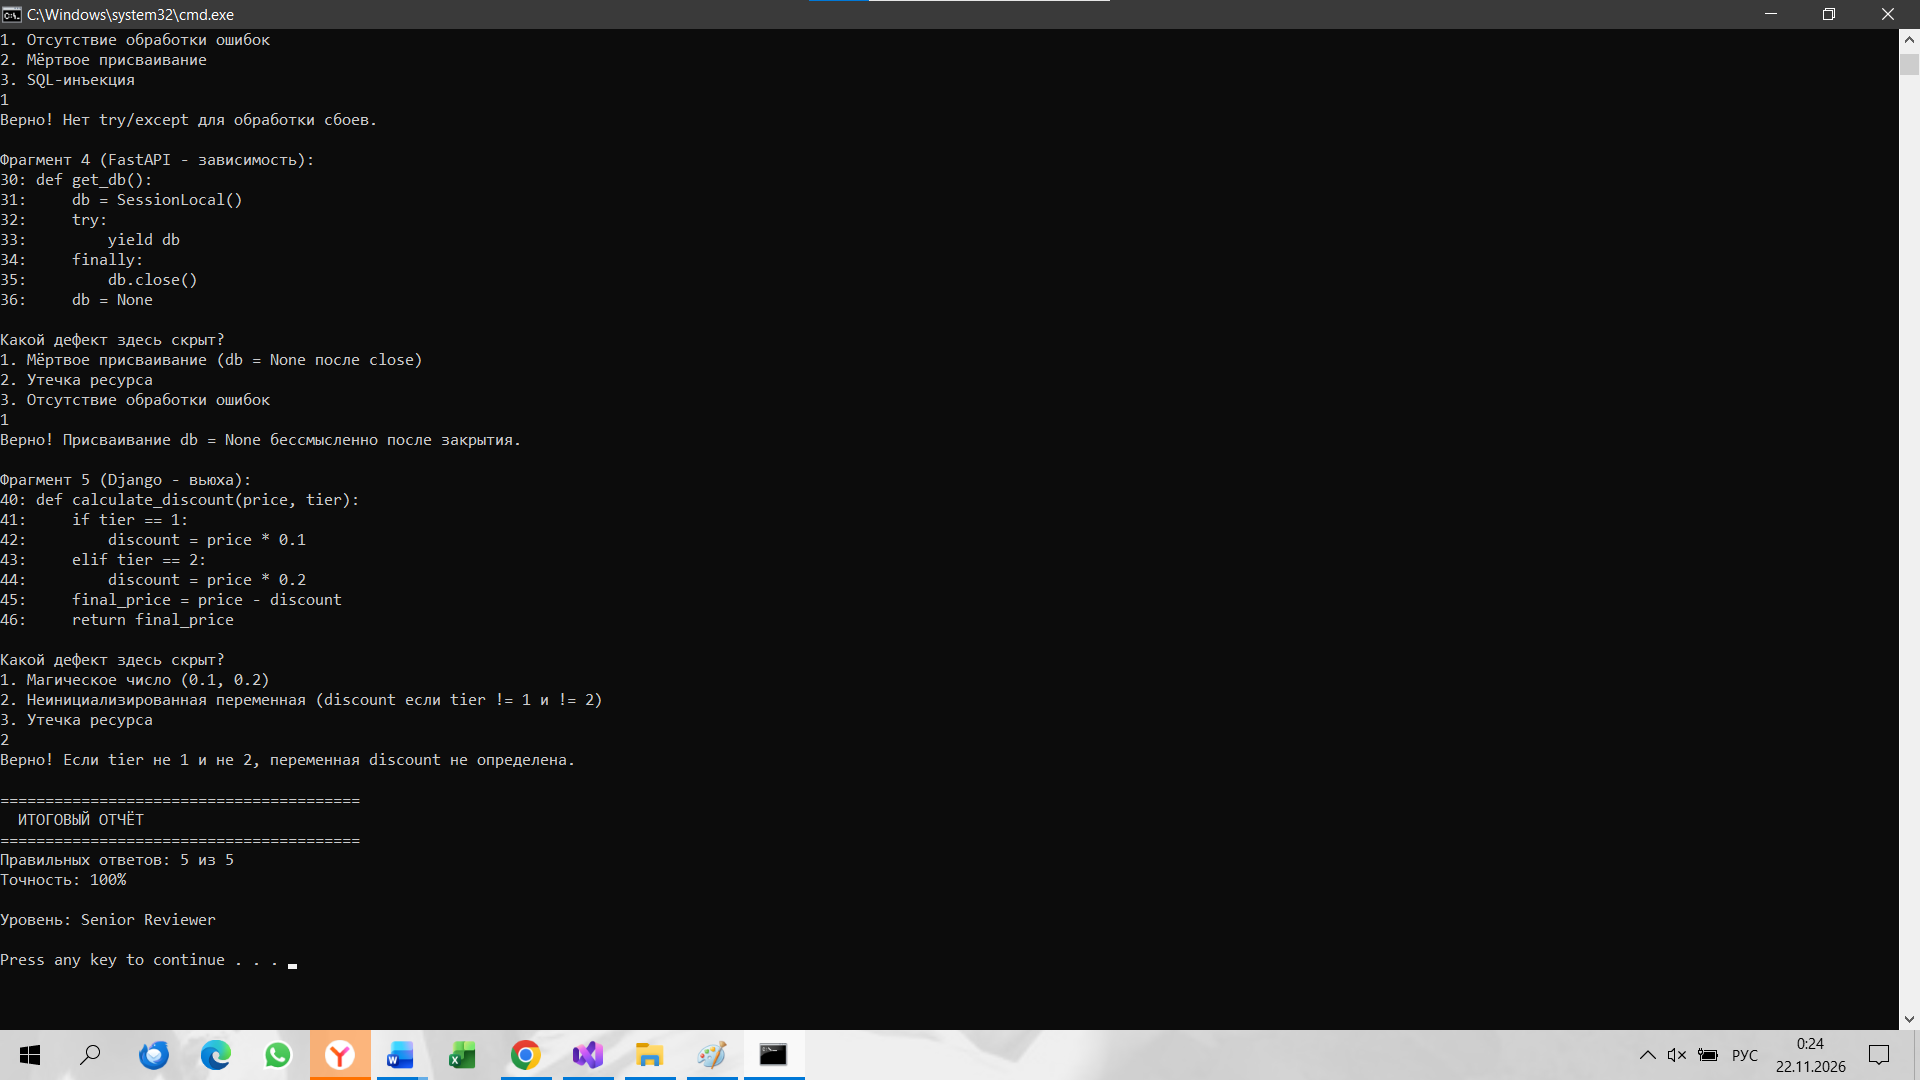 C:\Windows\system32\cmd.exe
1. Отсутствие обработки ошибок
2. Мёртвое присваивание
3. SQL-инъекция
1
Верно! Нет try/except для обработки сбоев.
Фрагмент 4 (FastAPI - зависимость):
30: def get_db():
31:     db = SessionLocal()
32:     try:
33:         yield db
34:     finally:
35:         db.close()
36:     db = None
Какой дефект здесь скрыт?
1. Мёртвое присваивание (db = None после close)
2. Утечка ресурса
3. Отсутствие обработки ошибок
1
Верно! Присваивание db = None бессмысленно после закрытия.
Фрагмент 5 (Django - вьюха):
40: def calculate_discount(price, tier):
41:     if tier == 1:
42:         discount = price * 0.1
43:     elif tier == 2:
44:         discount = price * 0.2
45:     final_price = price - discount
46:     return final_price
Какой дефект здесь скрыт?
1. Магическое число (0.1, 0.2)
2. Неинициализированная переменная (discount если tier != 1 и != 2)
3. Утечка ресурса
2
Верно! Если tier не 1 и не 2, переменная discount не определена.
========================================
  ИТОГОВЫЙ ОТЧЁТ
========================================
Правильных ответов: 5 из 5
Точность: 100%
Уровень: Senior Reviewer
Press any key to continue . . .
РУС
0:24
22.11.2026